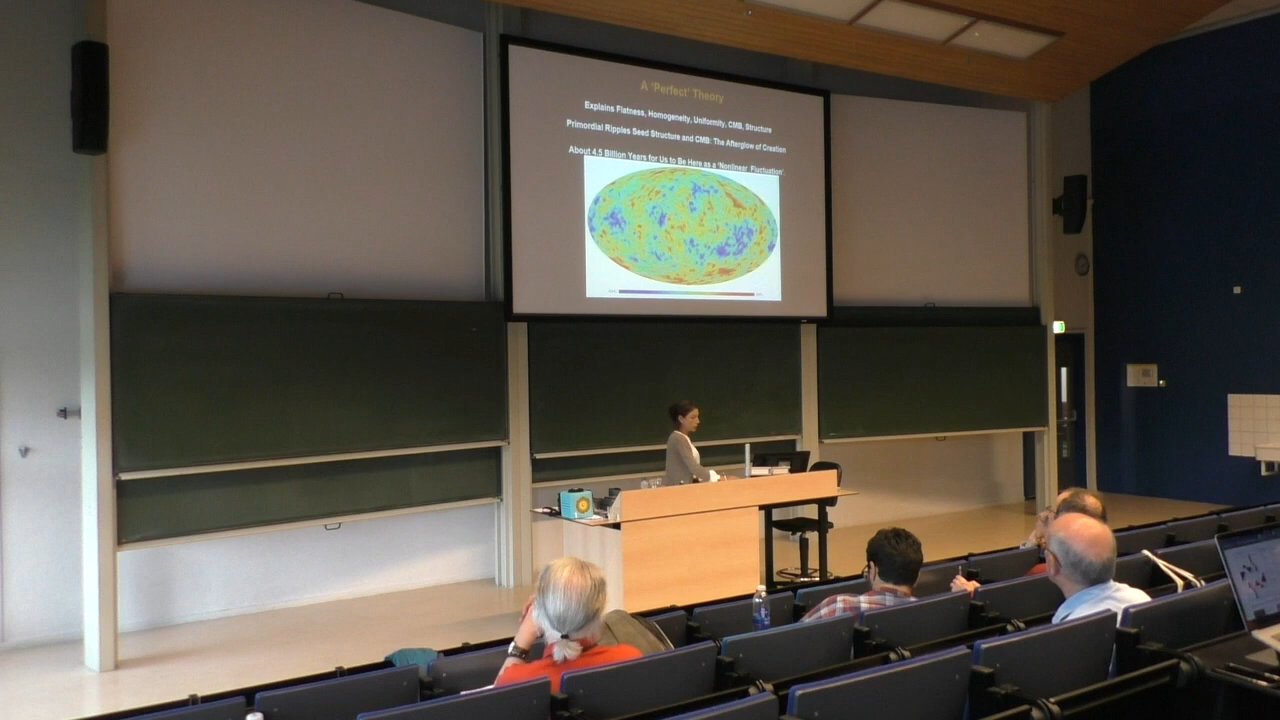 A 'Perfect' Theory
Explains Flatness, Homogeneity, Uniformity, CMB, Structure
Primordial Ripples Seed Structure and CMB: The Afterglow of Creation
About 4.5 Billion Years for Us to Be Here as a 'Nonlinear Fluctuation'.